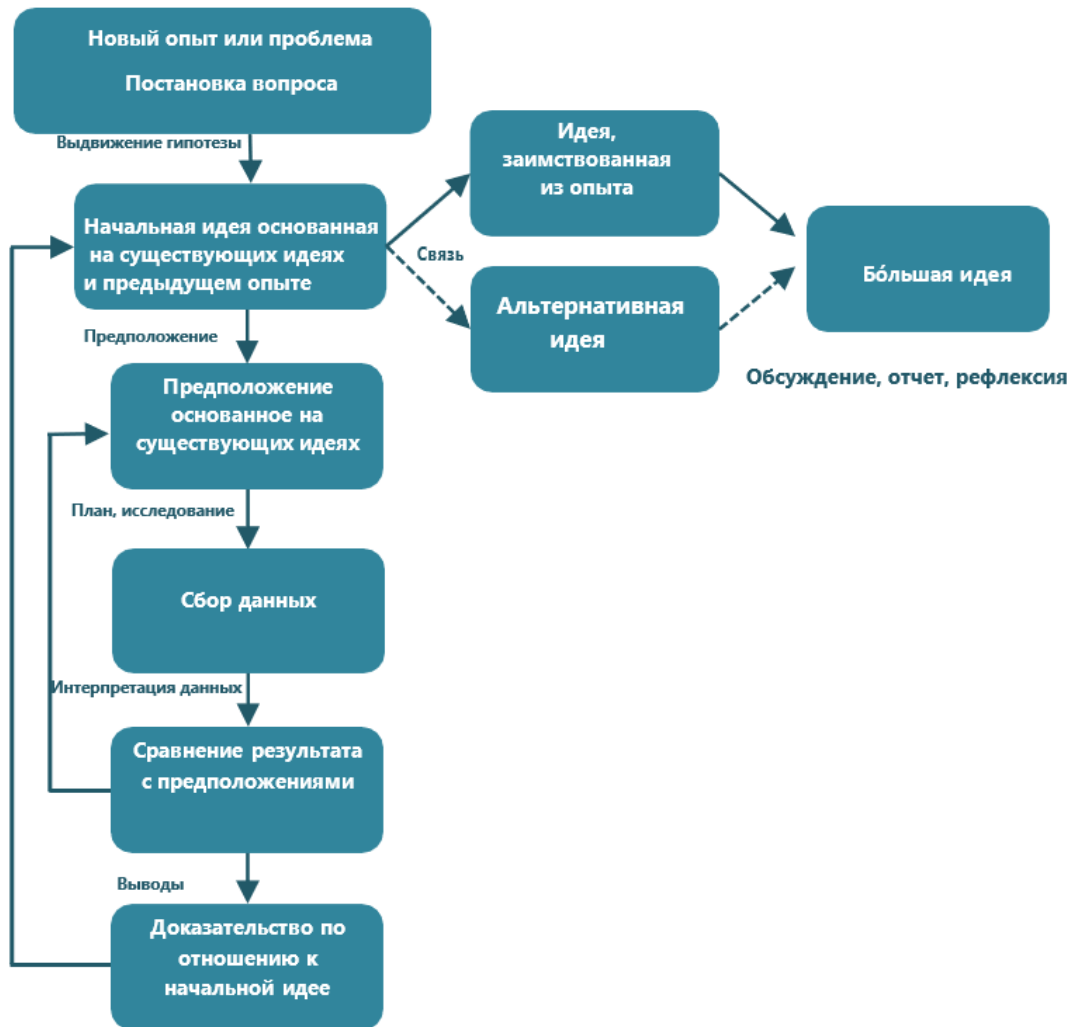 Новый опыт или проблема
Постановка вопроса
Выдвижение гипотезы
Начальная идея основанная
на существующих идеях
и предыдущем опыте
Идея,
заимствованная
из опыта
Связь
Альтернативная
идея
Бо́льшая идея
Обсуждение, отчет, рефлексия
Предположение
Предположение
основанное на
существующих идеях
План, исследование
Сбор данных
Интерпретация данных
Сравнение результата
с предположениями
Выводы
Доказательство по
отношению к
начальной идее